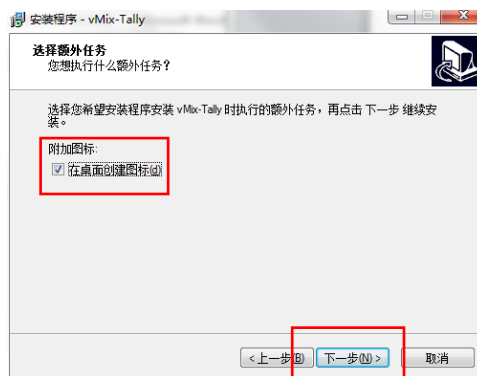 安装程序 - vMix-Tally
选择额外任务
您想执行什么额外任务?
选择您希望安装程序安装 vMix-Tally 时执行的额外任务，再点击 下一步 继续安
装。
附加图标:
在桌面创建图标(d)
<上一步(B)
下一步(N) >
取消